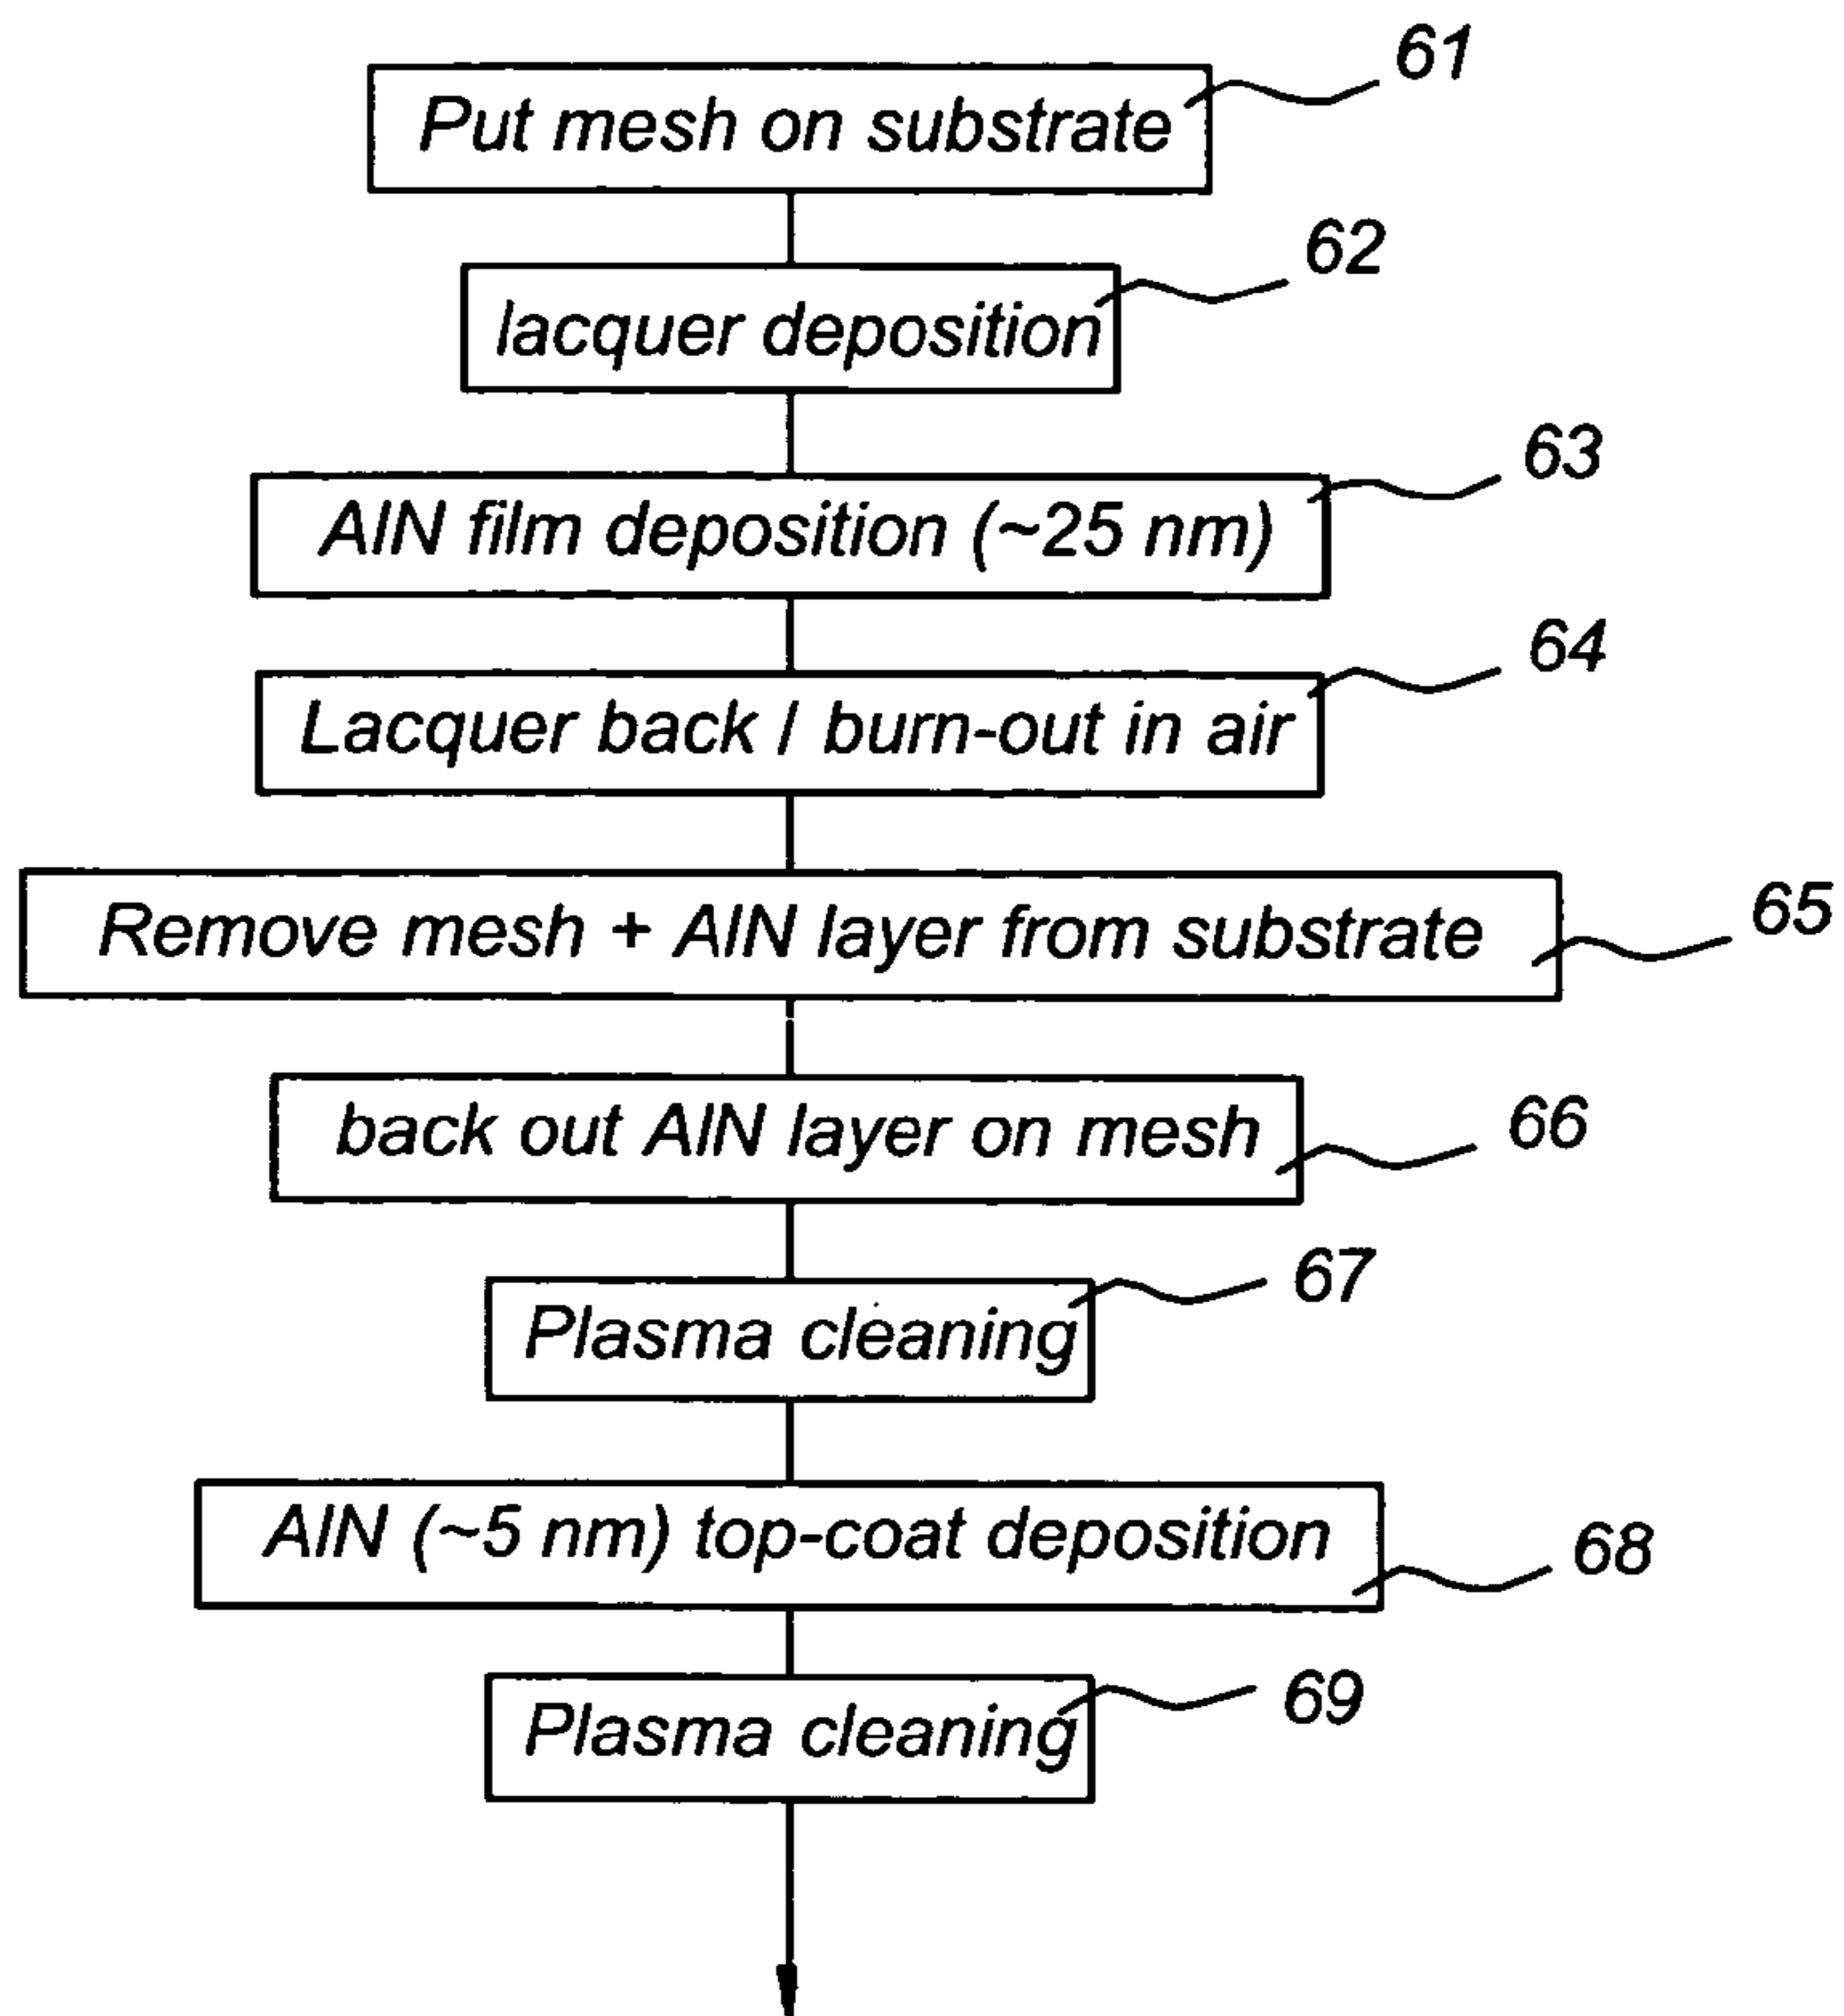 61
Put mesh on substrate
62
lacquer deposition
63
AlN film deposition (~25 nm)
64
Lacquer back / burn-out in air
65
Remove mesh + AlN layer from substrate
66
back out AlN layer on mesh
67
Plasma cleaning
68
AlN (~5 nm) top-coat deposition
69
Plasma cleaning